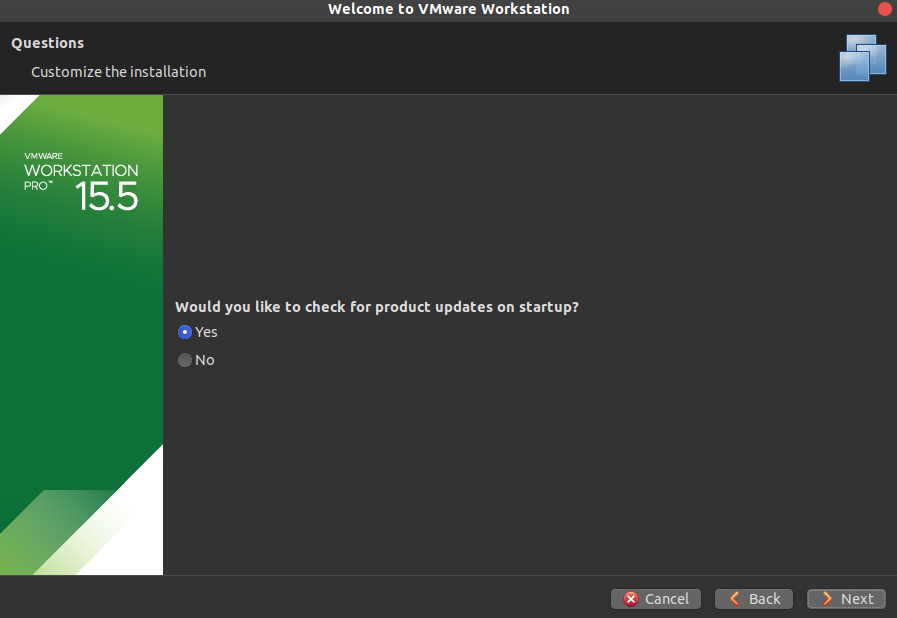 Welcome to VMware Workstation
Questions
Customize the installation
VMWARE
WORKSTATION
PRO™ 15.5
Would you like to check for product updates on startup?
Yes
No
Cancel Back Next